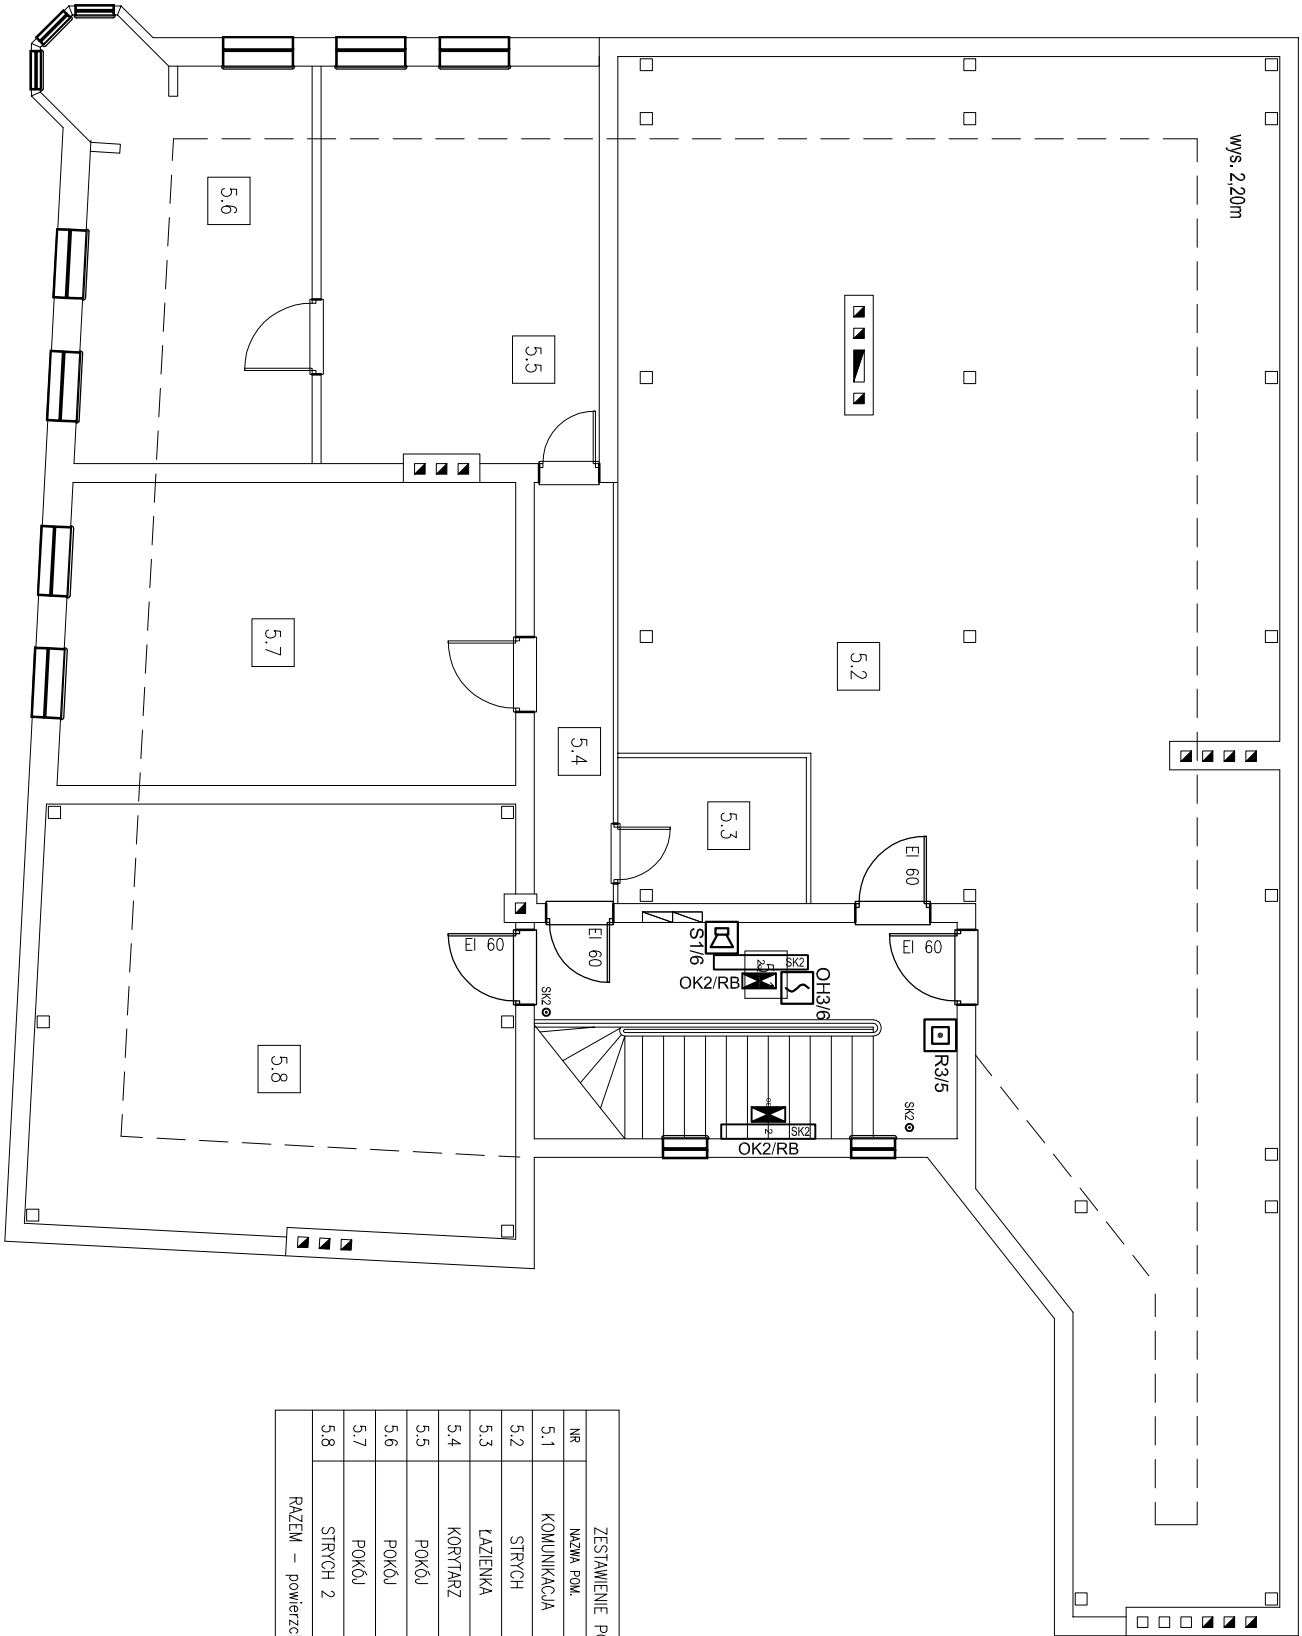 wys. 2,20m
5.6
5.5
5.2
5.7
5.4
5.3
EI 60
EI 60
EI 60
EI 60
S1/6
SK2
OK2/RB
OH3/6
SK2
R3/5
5.8
SK2
SK2
OK2/RB
ZESTAWIENIE PO
NR NAZWA POM.
5.1 KOMUNIKACJA
5.2 STRYCH
5.3 ŁAZIENKA
5.4 KORYTARZ
5.5 POKÓJ
5.6 POKÓJ
5.7 POKÓJ
5.8 STRYCH 2
RAZEM – powierzc